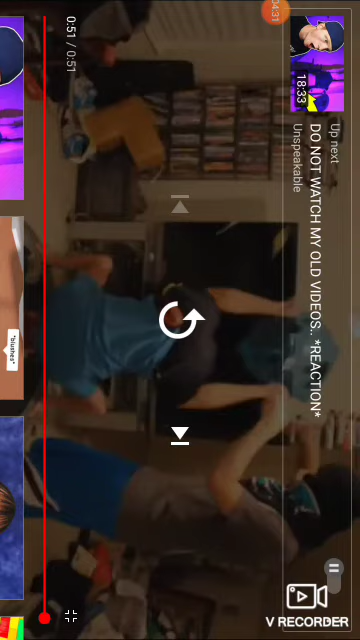 Up next
DO NOT WATCH MY OLD VIDEOS.. *REACTION*
Unspeakable
18:33
04:31
0:51 / 0:51
*blushes*
V RECORDER